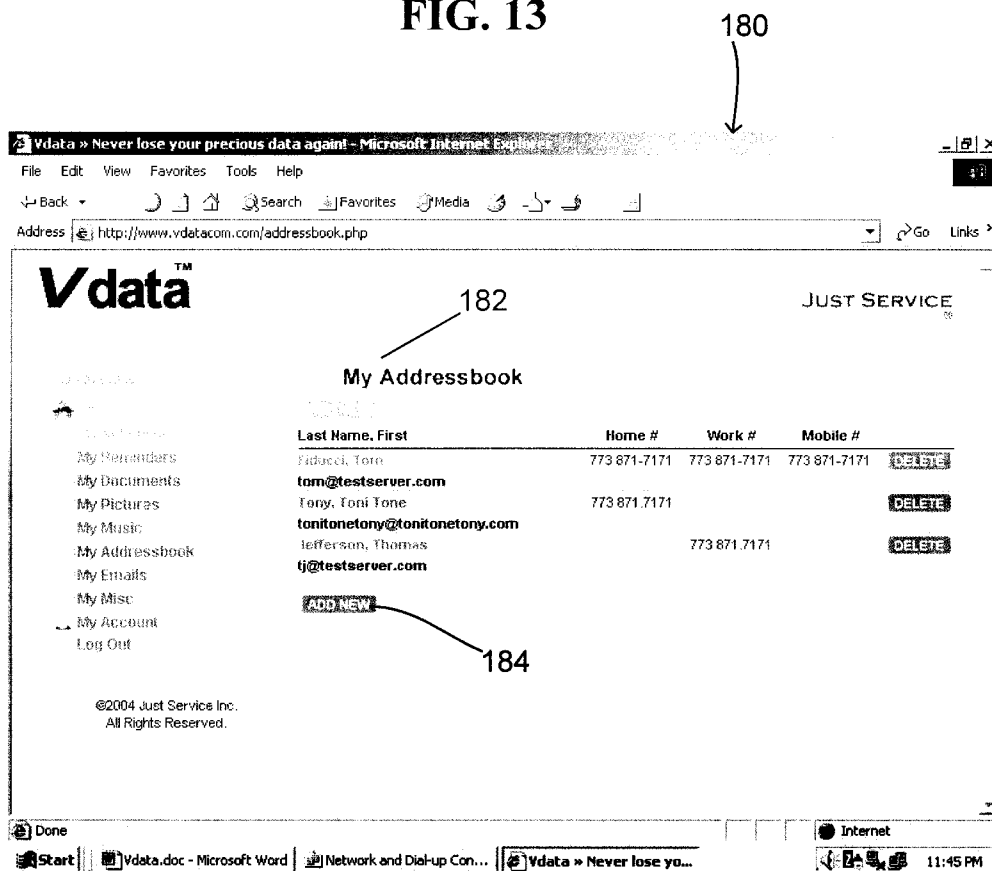 FIG. 13
180
Vdata » Never lose your precious data again! - Microsoft Internet Explorer
File Edit View Favorites Tools Help
Back Search Favorites Media
Address http://www.vdatacom.com/addressbook.php Go Links »
Vdata™
182
JUST SERVICE
My Addressbook
Last Name, First Home # Work # Mobile #
Fiducci, Tom 773 871-7171 773 871-7171 773 871-7171 DELETE
tom@testserver.com
Tony, Toni Tone 773 871.7171 DELETE
tonitonetony@tonitonetony.com
Jefferson, Thomas 773 871.7171 DELETE
tj@testserver.com
ADD NEW
184
My Reminders
My Documents
My Pictures
My Music
My Addressbook
My Emails
My Misc
My Account
Log Out
©2004 Just Service Inc.
All Rights Reserved.
Done Internet
Start Vdata.doc - Microsoft Word Network and Dial-up Con... Vdata » Never lose yo... 11:45 PM